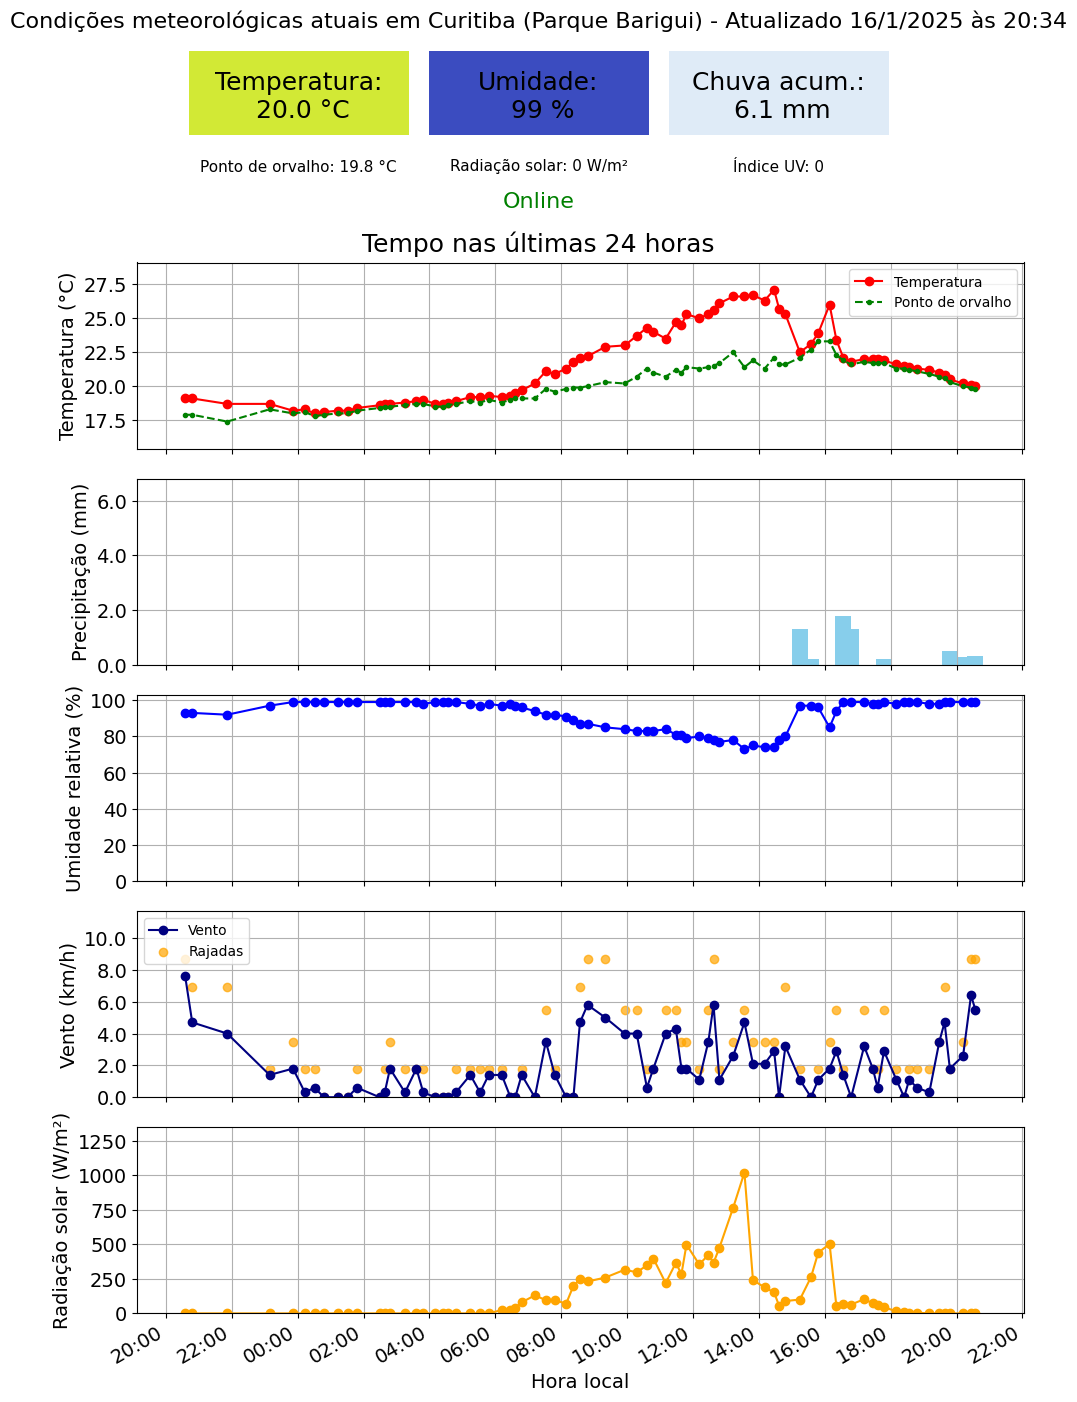 Condições meteorológicas atuais em Curitiba (Parque Barigui) - Atualizado 16/1/2025 às 20:34
Temperatura:
20.0 °C
Umidade:
99 %
Chuva acum.:
6.1 mm
Ponto de orvalho: 19.8 °C
Radiação solar: 0 W/m²
Índice UV: 0
Online
Tempo nas últimas 24 horas
Temperatura (°C)
27.5
25.0
22.5
20.0
17.5
Temperatura
Ponto de orvalho
Precipitação (mm)
6.0
4.0
2.0
0.0
Umidade relativa (%)
100
80
60
40
20
0
Vento (km/h)
10.0
8.0
6.0
4.0
2.0
0.0
Vento
Rajadas
Radiação solar (W/m²)
1250
1000
750
500
250
0
20:00
22:00
00:00
02:00
04:00
06:00
08:00
10:00
12:00
14:00
16:00
18:00
20:00
22:00
Hora local